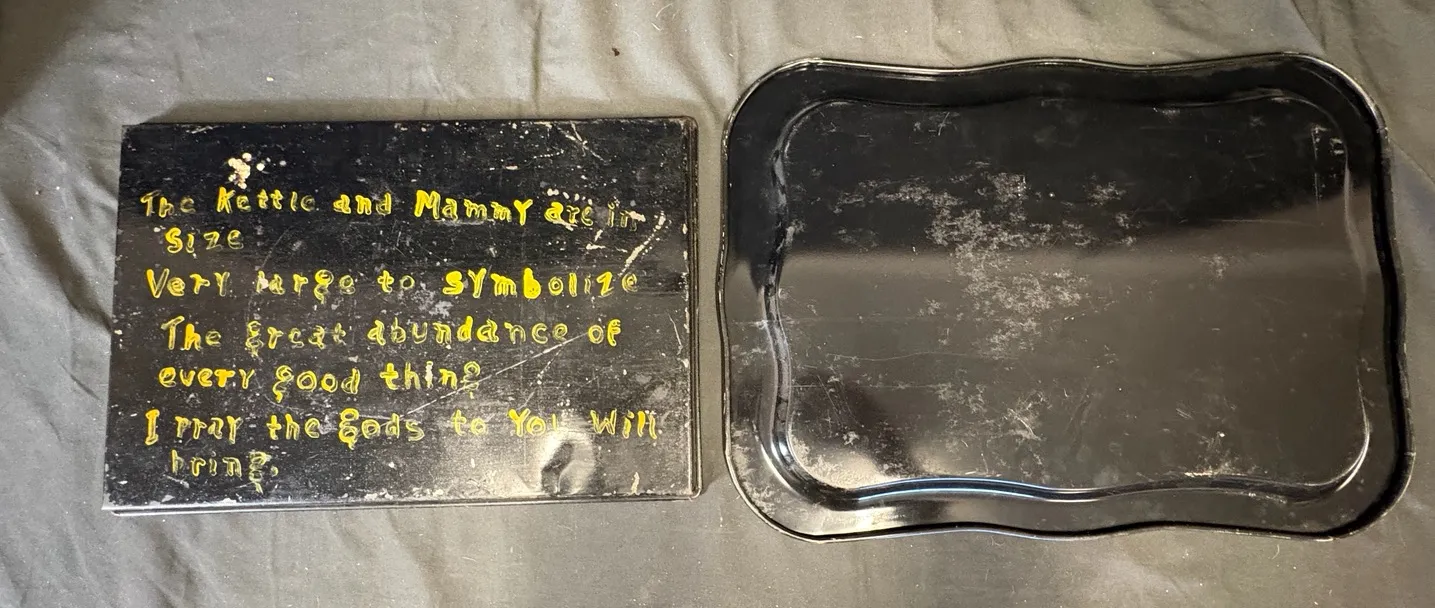 The Kettle and Mammy are in
Size
Very large to symbolize
The great abundance of
every good thing
I pray the gods to You Will
bring.